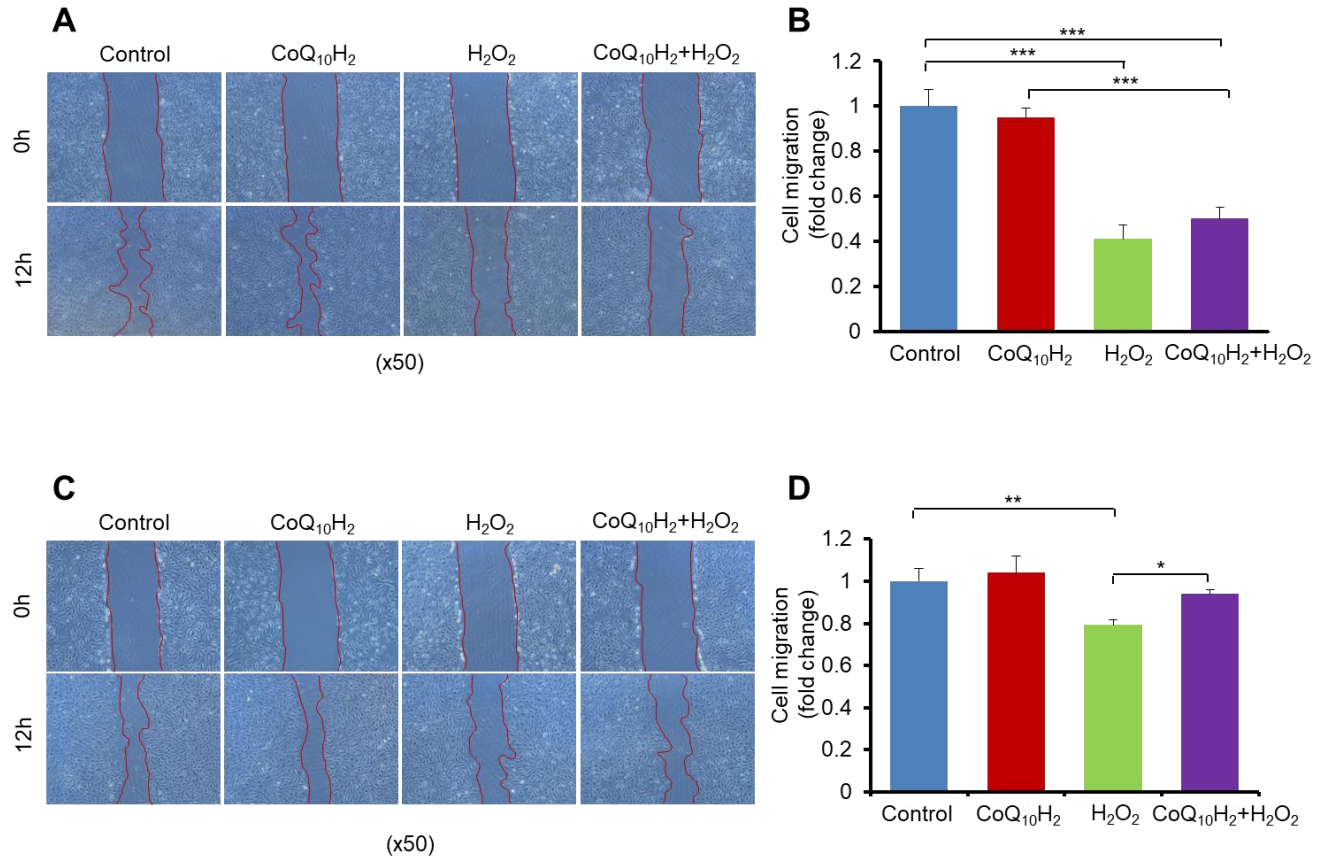 A
Control CoQ₁₀H₂ H₂O₂ CoQ₁₀H₂+H₂O₂
0h
12h
(x50)
B
***
***
***
1.2
1
0.8
0.6
0.4
0.2
0
Cell migration
(fold change)
Control CoQ₁₀H₂ H₂O₂ CoQ₁₀H₂+H₂O₂
C
Control CoQ₁₀H₂ H₂O₂ CoQ₁₀H₂+H₂O₂
0h
12h
(x50)
D
**
*
1.2
1
0.8
0.6
0.4
0.2
0
Cell migration
(fold change)
Control CoQ₁₀H₂ H₂O₂ CoQ₁₀H₂+H₂O₂